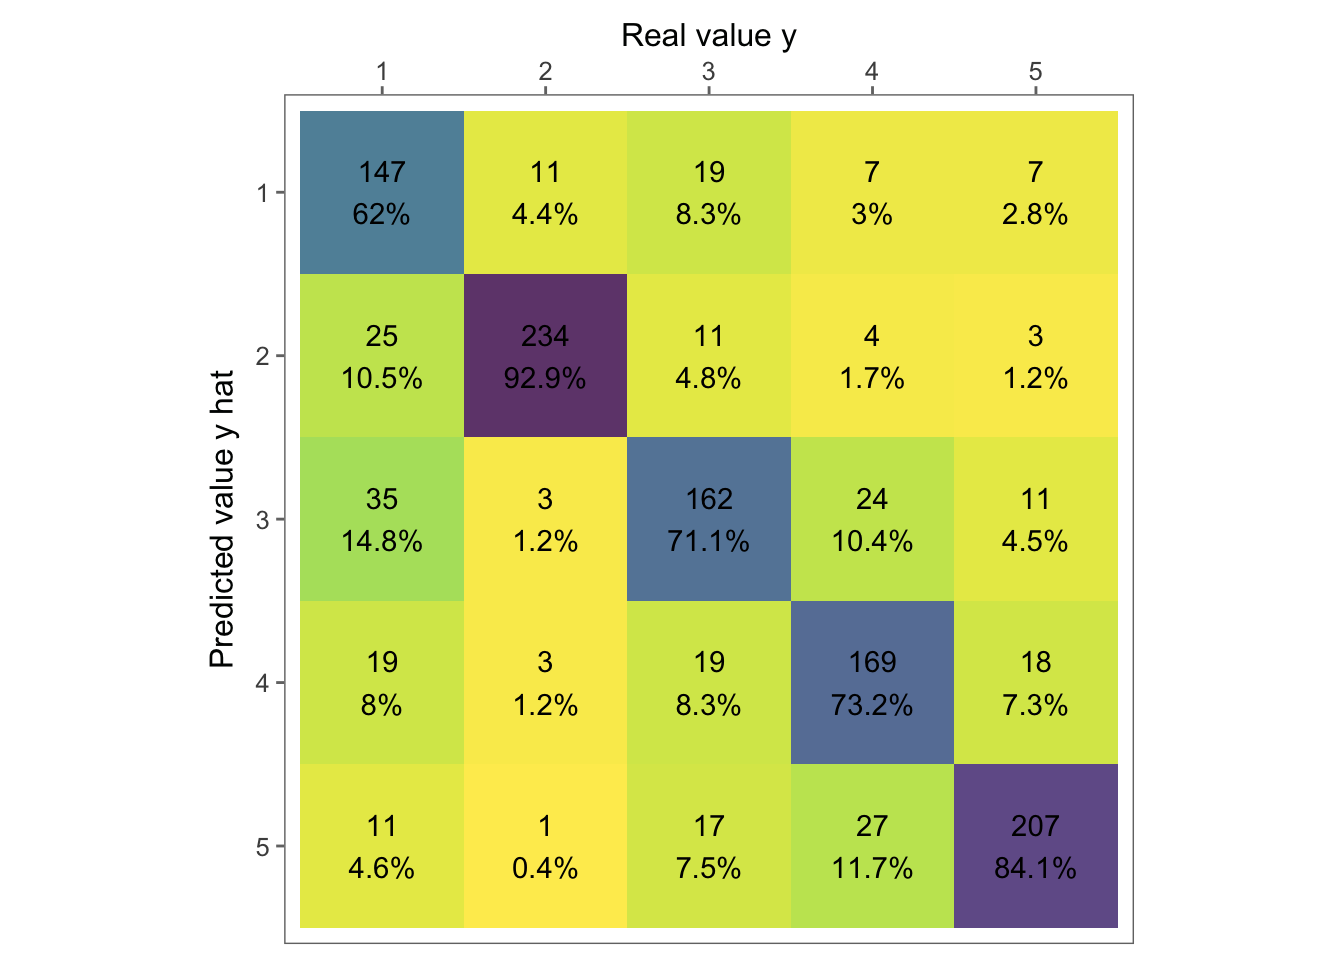 Real value y
1 2 3 4 5
Predicted value y hat
1
147 11 19 7 7
62% 4.4% 8.3% 3% 2.8%
2
25 234 11 4 3
10.5% 92.9% 4.8% 1.7% 1.2%
3
35 3 162 24 11
14.8% 1.2% 71.1% 10.4% 4.5%
4
19 3 19 169 18
8% 1.2% 8.3% 73.2% 7.3%
5
11 1 17 27 207
4.6% 0.4% 7.5% 11.7% 84.1%